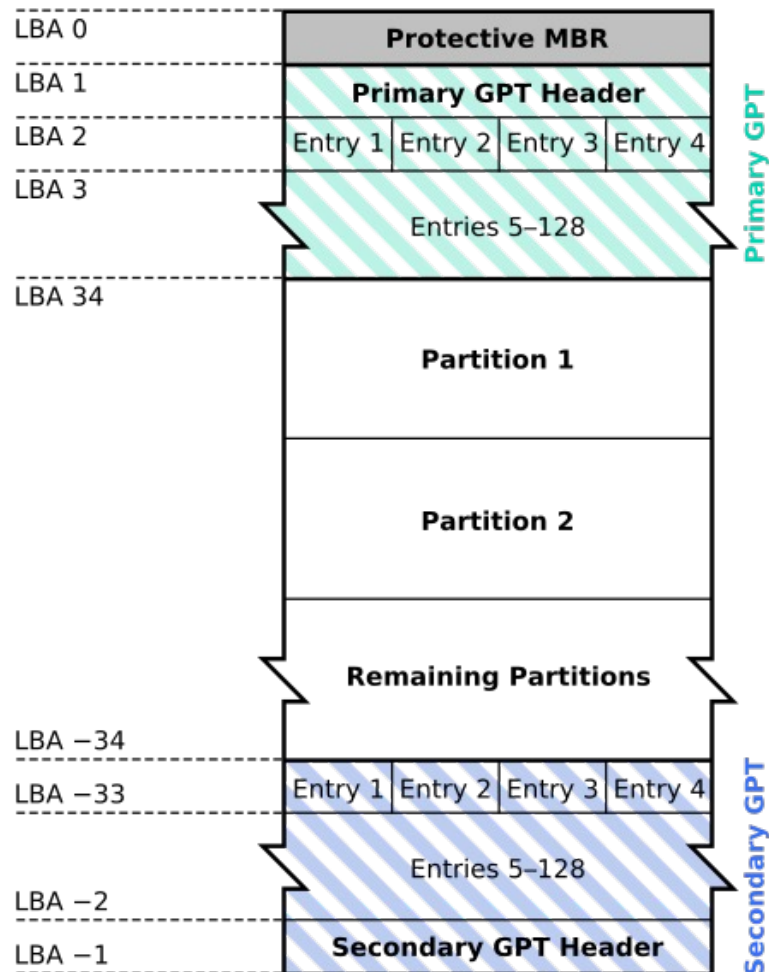 LBA 0
Protective MBR
LBA 1
Primary GPT Header
LBA 2
Entry 1 Entry 2 Entry 3 Entry 4
LBA 3
Entries 5–128
Primary GPT
LBA 34
Partition 1
Partition 2
Remaining Partitions
LBA −34
LBA −33
Entry 1 Entry 2 Entry 3 Entry 4
Entries 5–128
LBA −2
Secondary GPT Header
LBA −1
Secondary GPT